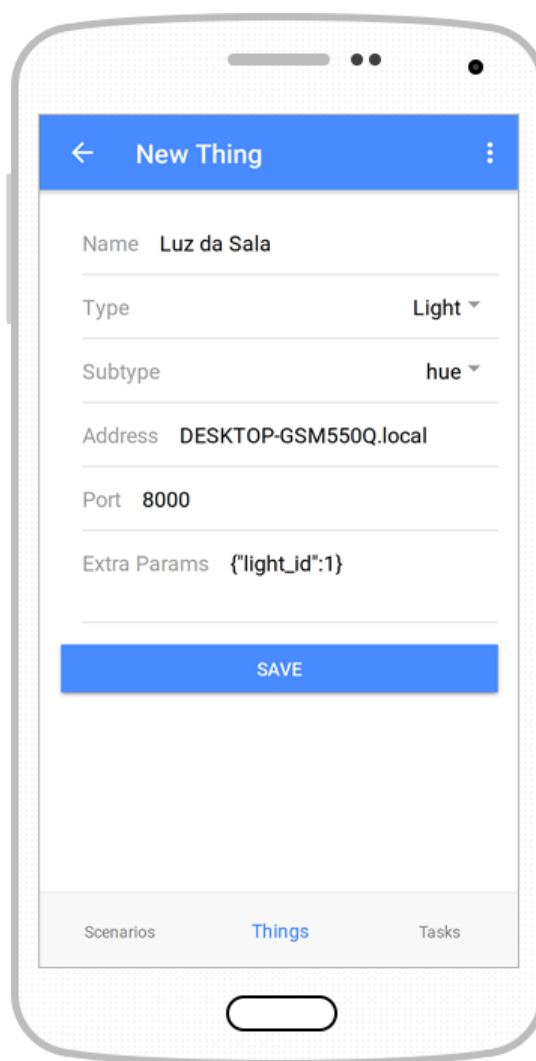 New Thing
Name Luz da Sala
Type Light
Subtype hue
Address DESKTOP-GSM550Q.local
Port 8000
Extra Params {"light_id":1}
SAVE
Scenarios Things Tasks